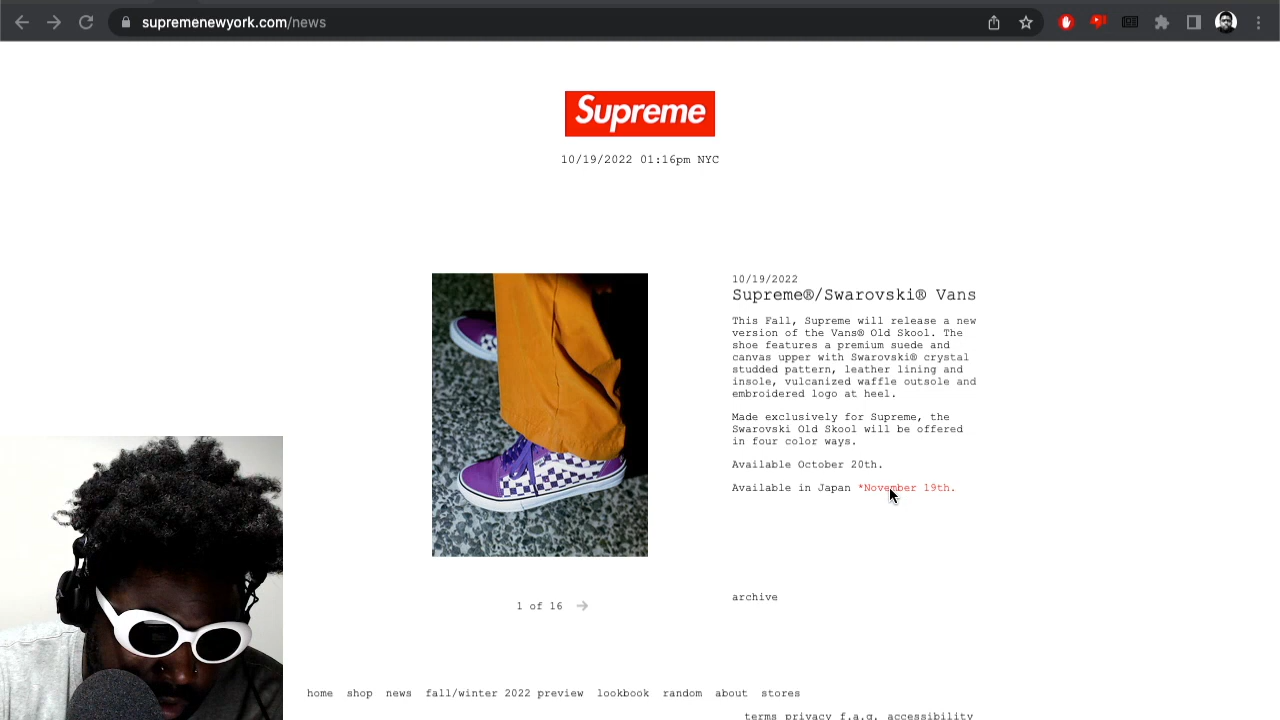 supremenewyork.com/news
Supreme
10/19/2022 01:16pm NYC
10/19/2022
Supreme®/Swarovski® Vans
This Fall, Supreme will release a new
version of the Vans® Old Skool. The
shoe features a premium suede and
canvas upper with Swarovski® crystal
studded pattern, leather lining and
insole, vulcanized waffle outsole and
embroidered logo at heel.
Made exclusively for Supreme, the
Swarovski Old Skool will be offered
in four color ways.
Available October 20th.
Available in Japan *November 19th.
1 of 16
archive
home shop news fall/winter 2022 preview lookbook random about stores
terms privacy f.a.q. accessibility